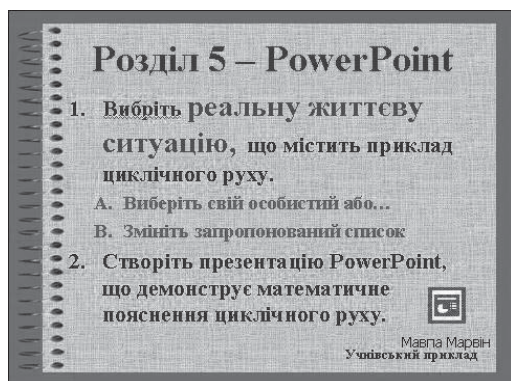 Розділ 5 – PowerPoint
1. Вибріть реальну життєву
ситуацію, що містить приклад
циклічного руху.
A. Виберіть свій особистий або...
B. Змініть запропонований список
2. Створіть презентацію PowerPoint,
що демонструє математичне
пояснення циклічного руху.
Мавпа Марвін
Учнівський приклад